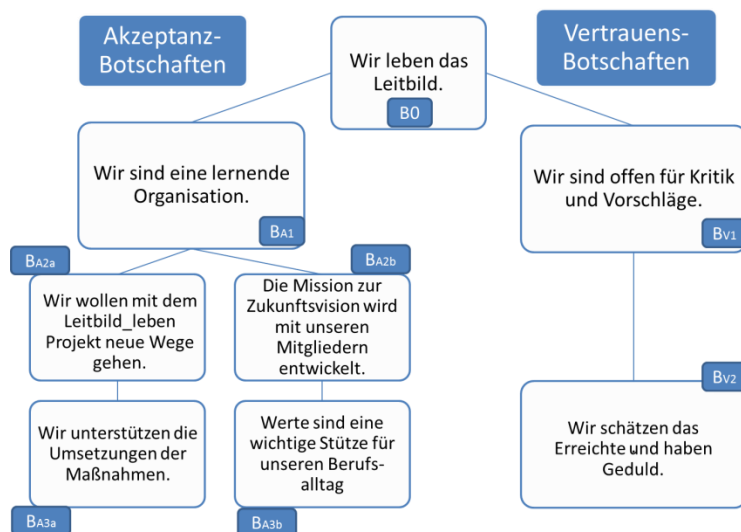 Akzeptanz-
Botschaften
Wir leben das
Leitbild.
B0
Vertrauens-
Botschaften
Wir sind eine lernende
Organisation.
BA1
Wir sind offen für Kritik
und Vorschläge.
BV1
BA2a
Wir wollen mit dem
Leitbild_leben
Projekt neue Wege
gehen.
BA2b
Die Mission zur
Zukunftsvision wird
mit unseren
Mitgliedern
entwickelt.
BV2
Wir unterstützen die
Umsetzungen der
Maßnahmen.
BA3a
Werte sind eine
wichtige Stütze für
unseren Berufs-
alltag
BA3b
Wir schätzen das
Erreichte und haben
Geduld.